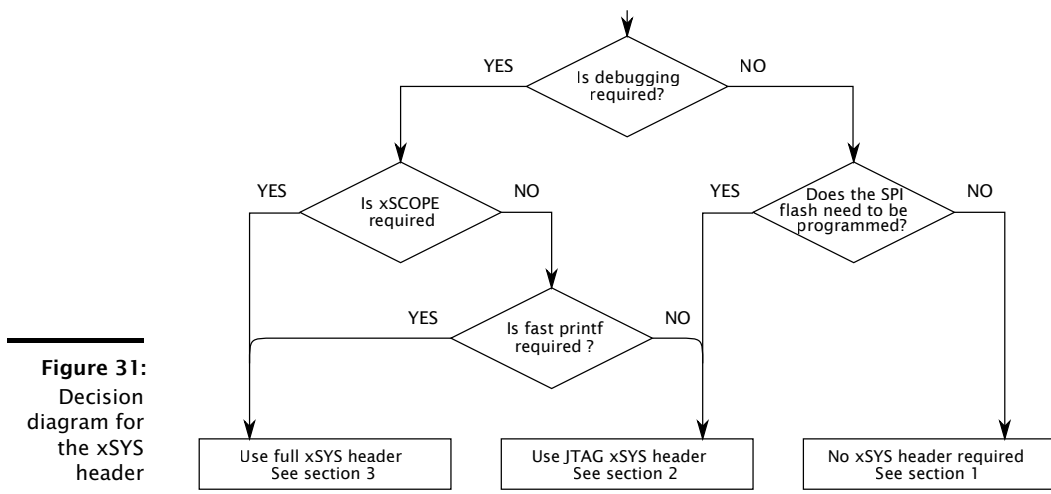 Is debugging
required?
YES
NO
Is xSCOPE
required
YES
NO
Does the SPI
flash need to be
programmed?
YES
NO
Is fast printf
required ?
YES
NO
Use full xSYS header
See section 3
Use JTAG xSYS header
See section 2
No xSYS header required
See section 1
Figure 31:
Decision
diagram for
the xSYS
header